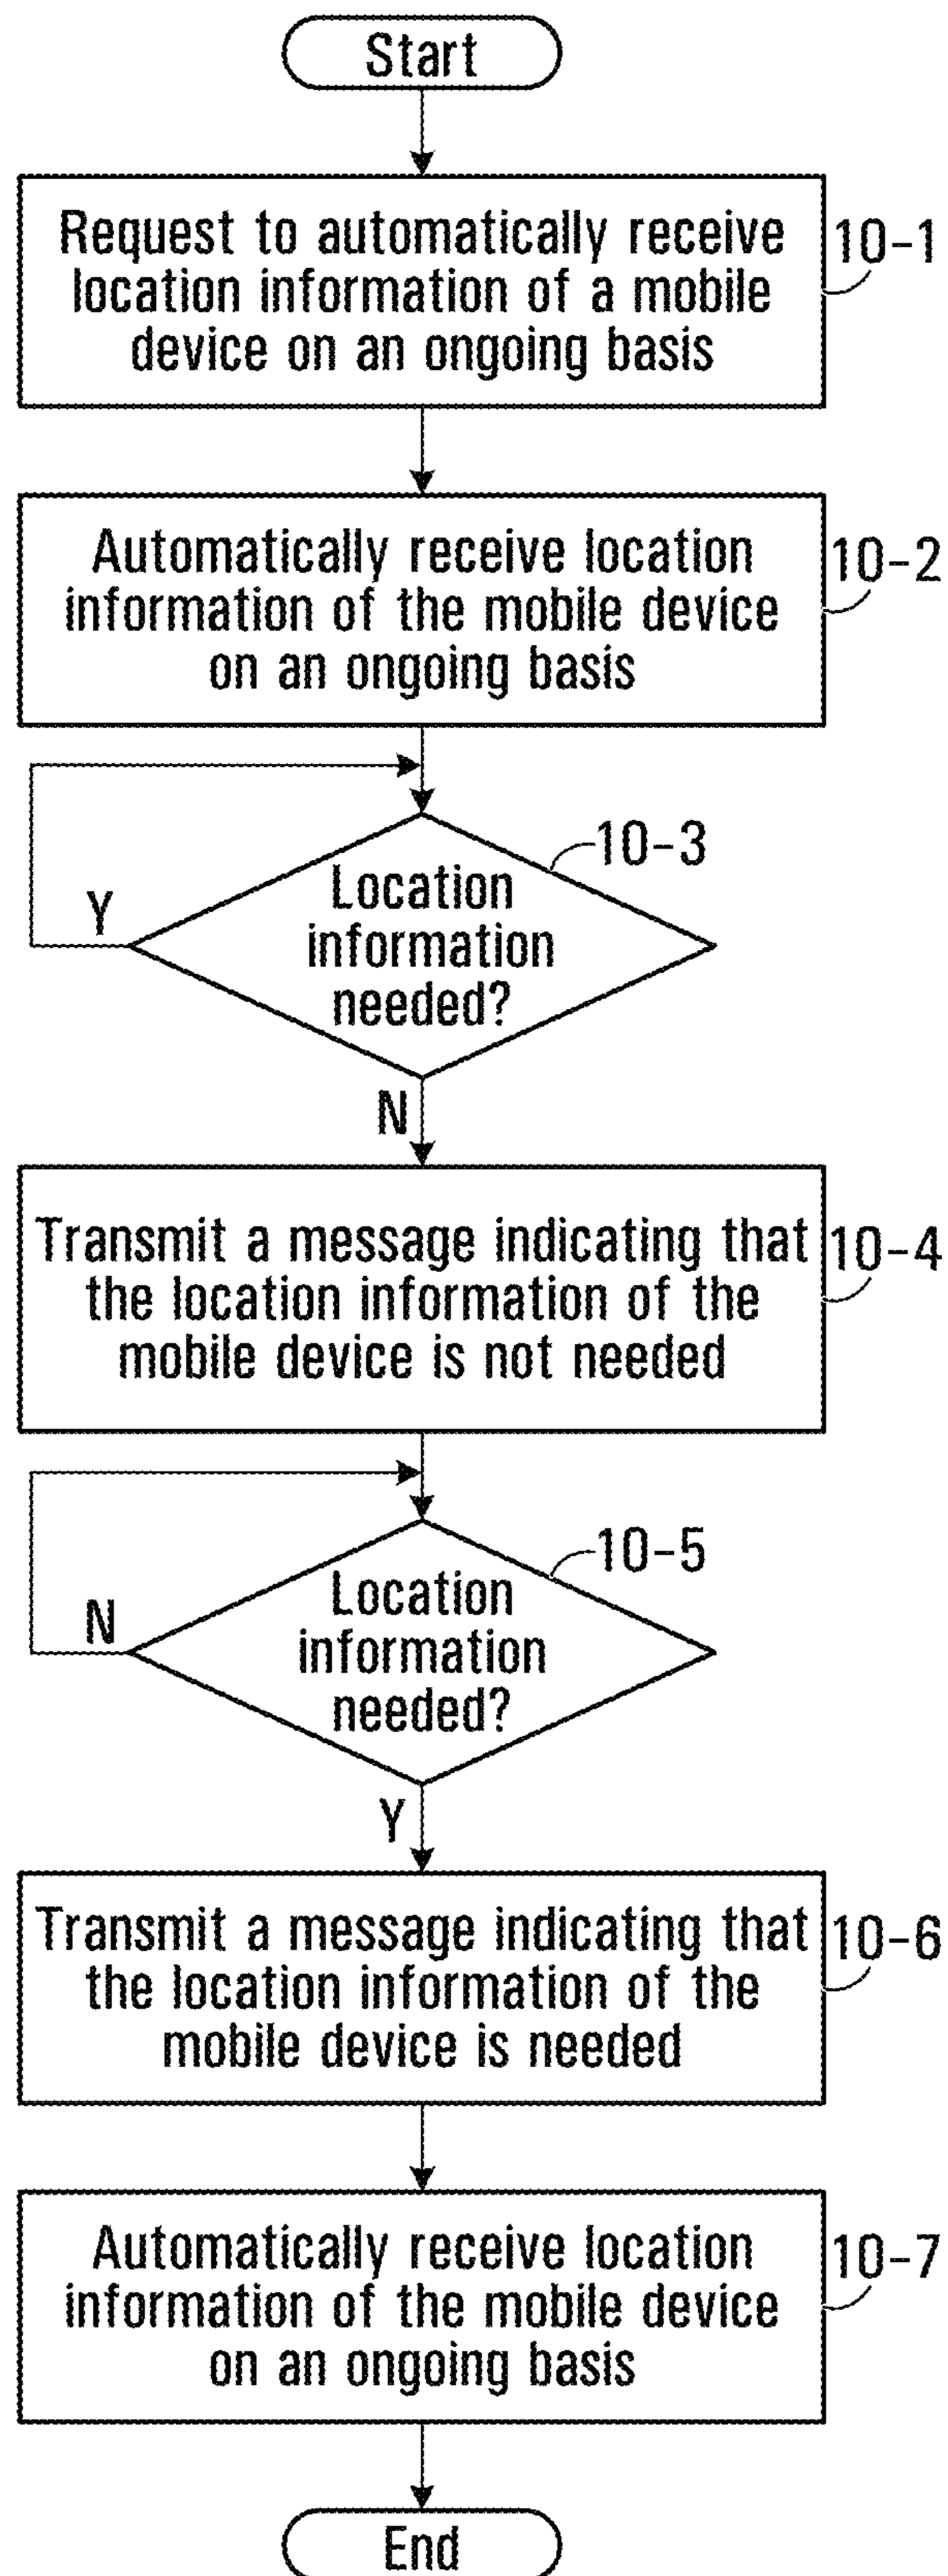 Start
Request to automatically receive
location information of a mobile
device on an ongoing basis
10-1
Automatically receive location
information of the mobile device
on an ongoing basis
10-2
10-3
Location
information
needed?
Y
N
Transmit a message indicating that
the location information of the
mobile device is not needed
10-4
10-5
Location
information
needed?
N
Y
Transmit a message indicating that
the location information of the
mobile device is needed
10-6
Automatically receive location
information of the mobile device
on an ongoing basis
10-7
End